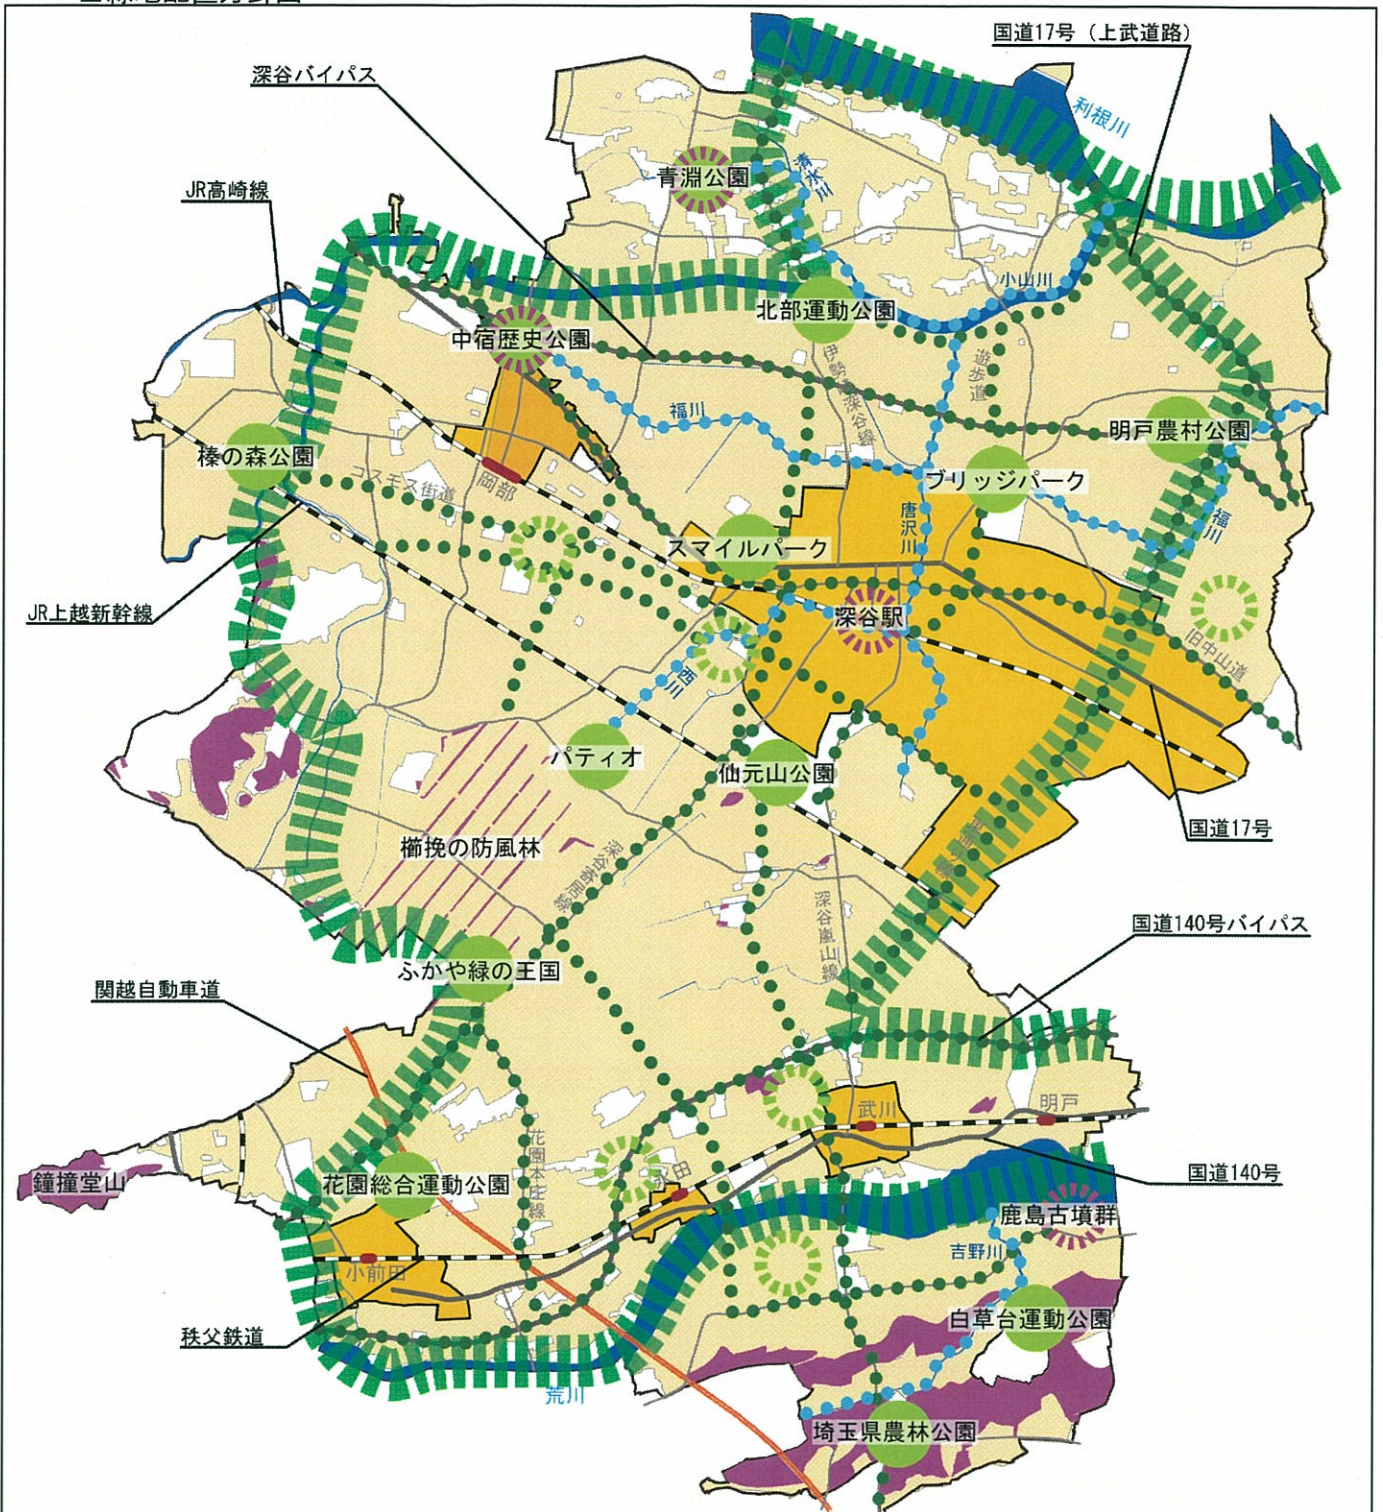 国道17号（上武道路）
深谷バイパス
利根川
清水川
青淵公園
JR高崎線
小山川
北部運動公園
中宿歴史公園
遊歩道
福川
明戸農村公園
榛の森公園
コスモス街道
岡部
ブリッジパーク
唐沢川
福川
スマイルパーク
JR上越新幹線
深谷駅
旧中山道
西川
パティオ
仙元山公園
国道17号
櫛挽の防風林
深谷寄居線
深谷嵐山線
国道140号バイパス
ふかや緑の王国
関越自動車道
武川
明戸
花園本庄線
永田
国道140号
鐘撞堂山
花園総合運動公園
鹿島古墳群
吉野川
小前田
白草台運動公園
秩父鉄道
荒川
埼玉県農林公園